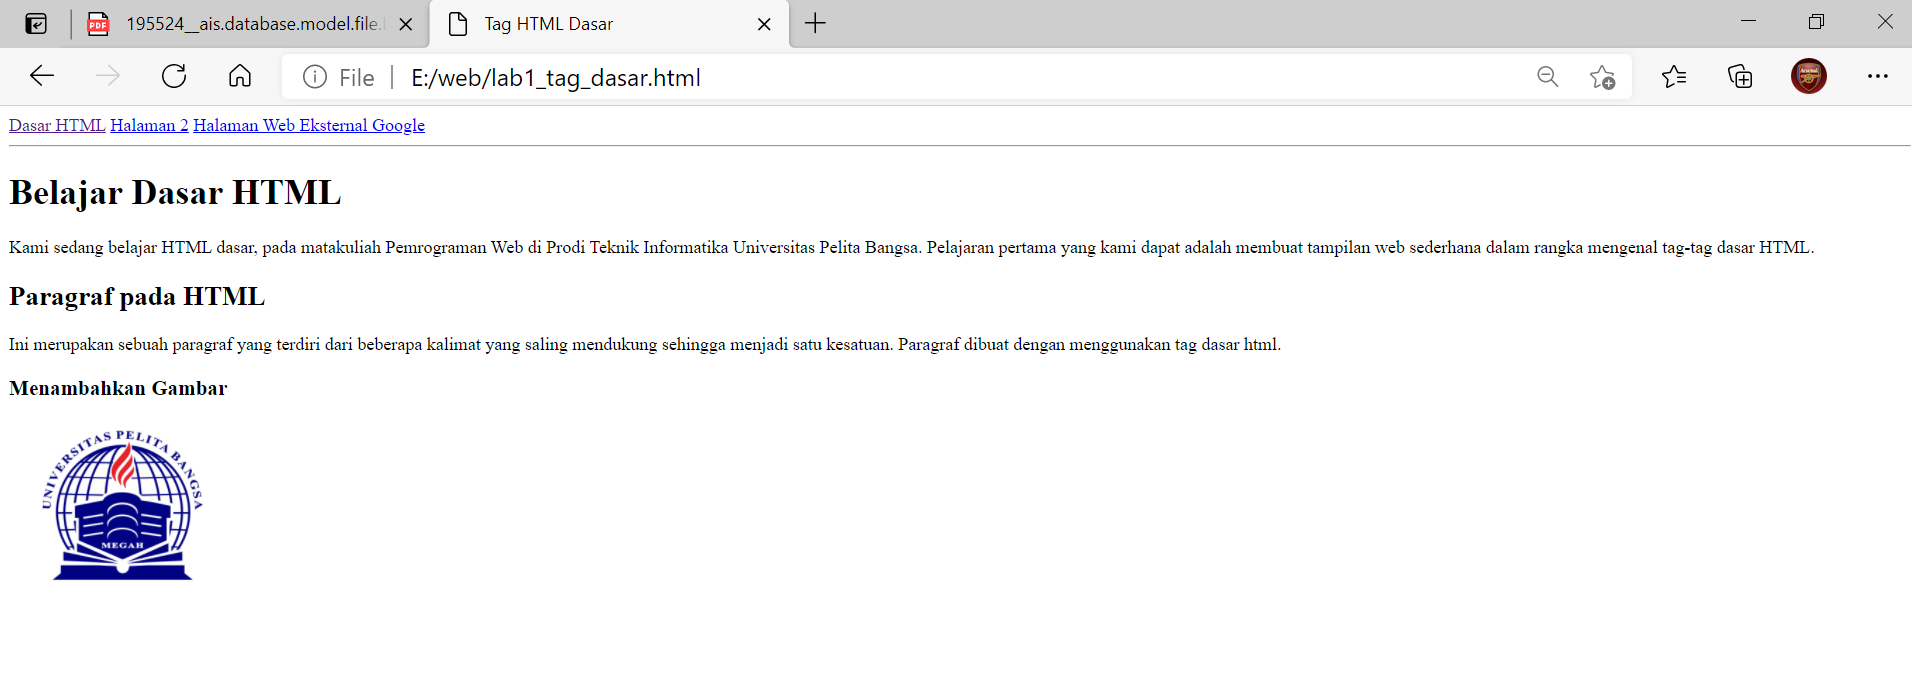 195524__ais.database.model.file.
Tag HTML Dasar
File
E:/web/lab1_tag_dasar.html
Dasar HTML Halaman 2 Halaman Web Eksternal Google
Belajar Dasar HTML
Kami sedang belajar HTML dasar, pada matakuliah Pemrograman Web di Prodi Teknik Informatika Universitas Pelita Bangsa. Pelajaran pertama yang kami dapat adalah membuat tampilan web sederhana dalam rangka mengenal tag-tag dasar HTML.
Paragraf pada HTML
Ini merupakan sebuah paragraf yang terdiri dari beberapa kalimat yang saling mendukung sehingga menjadi satu kesatuan. Paragraf dibuat dengan menggunakan tag dasar html.
Menambahkan Gambar
UNIVERSITAS PELITA BANGSA
MEGAH
PDF
Arsenal